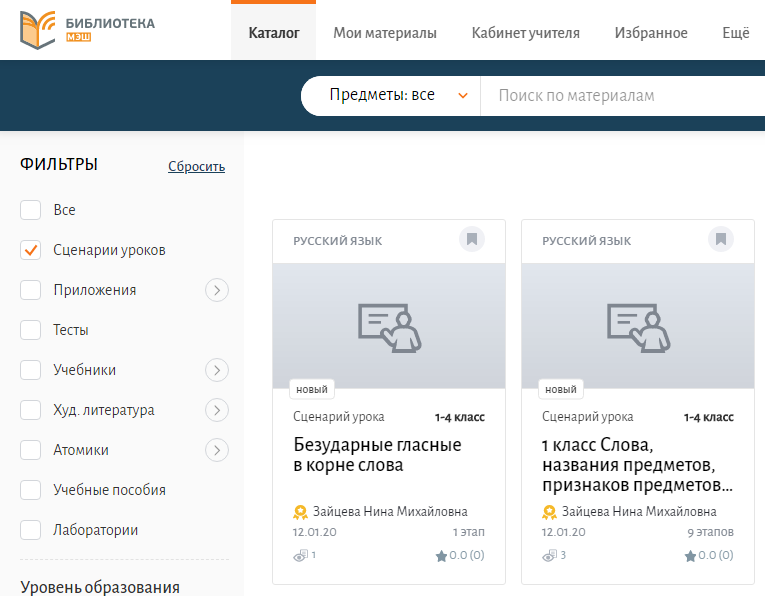 БИБЛИОТЕКА
МЭШ
Каталог
Мои материалы
Кабинет учителя
Избранное
Ещё
Предметы: все
Поиск по материалам
ФИЛЬТРЫ
Сбросить
Все
Сценарии уроков
Приложения
Тесты
Учебники
Худ. литература
Атомики
Учебные пособия
Лаборатории
Уровень образования
РУССКИЙ ЯЗЫК
новый
Сценарий урока
1-4 класс
Безударные гласные
в корне слова
Зайцева Нина Михайловна
12.01.20
1 этап
1
0.0 (0)
РУССКИЙ ЯЗЫК
новый
Сценарий урока
1-4 класс
1 класс Слова,
названия предметов,
признаков предметов...
Зайцева Нина Михайловна
12.01.20
9 этапов
3
0.0 (0)